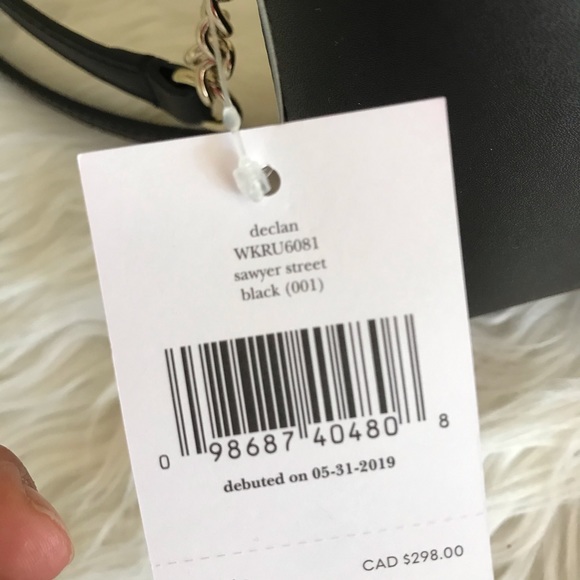 declan
WKRU6081
sawyer street
black (001)
0 98687 40480 8
debuted on 05-31-2019
CAD $298.00